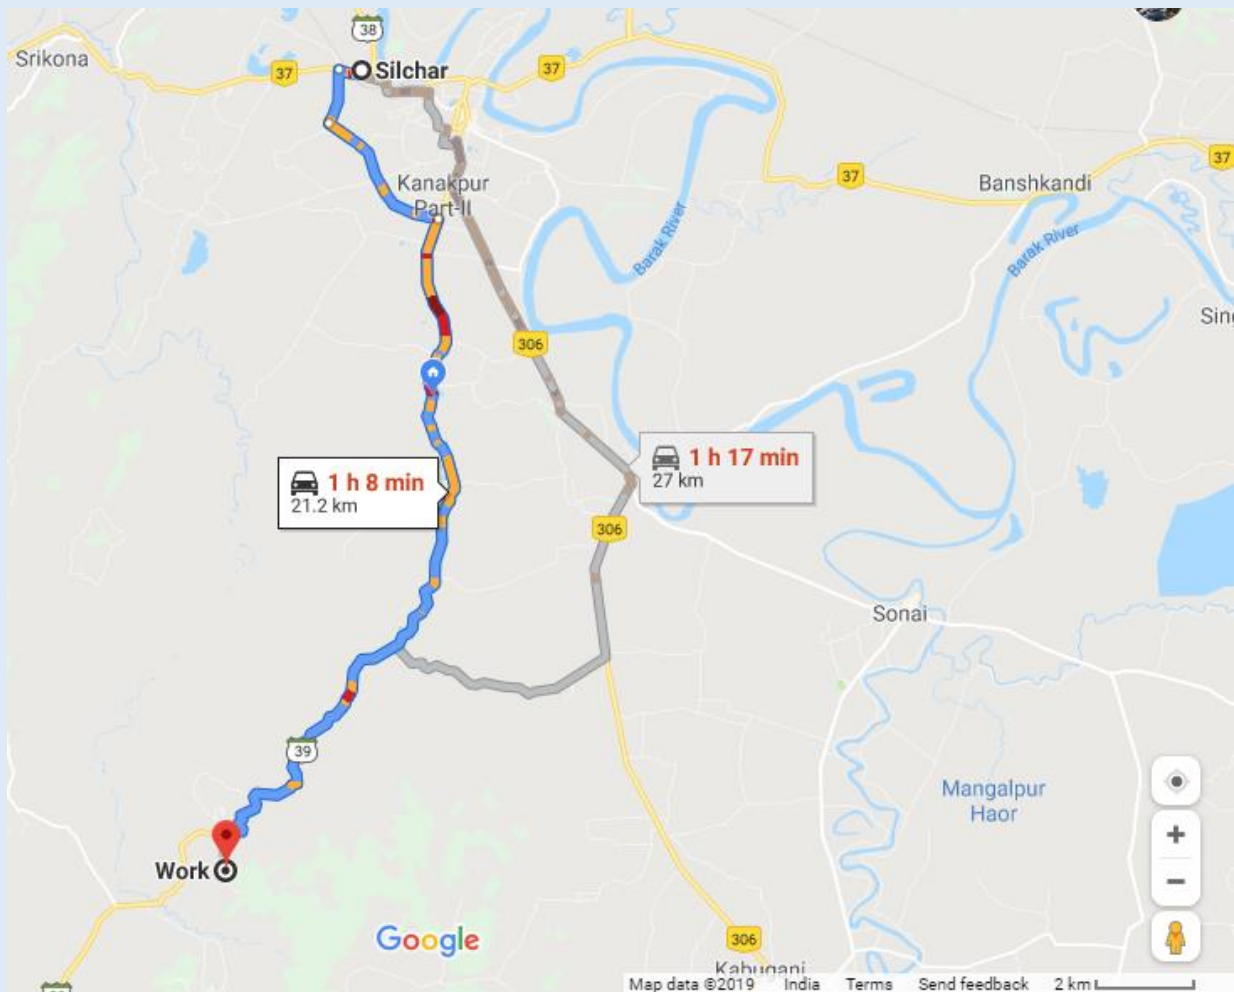 38
Srikona
37
Silchar
37
37
Kanakpur
Part-II
37
Banshkandi
Barak River
Barak River
306
1 h 17 min
27 km
1 h 8 min
21.2 km
306
Sonai
39
Mangalpur
Haor
Work
Google
306
Map data ©2019 India Terms Send feedback 2 km